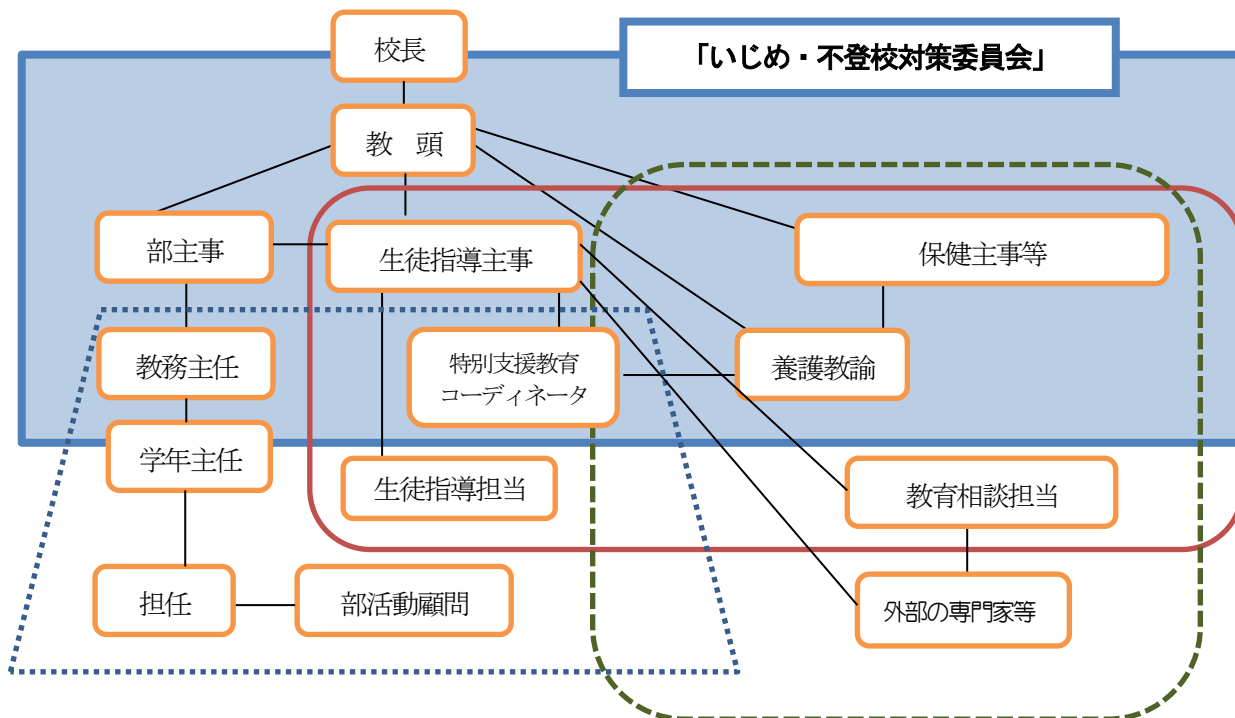 校長
「いじめ・不登校対策委員会」
教　頭
部主事
生徒指導主事
保健主事等
教務主任
特別支援教育
コーディネータ
養護教諭
学年主任
生徒指導担当
教育相談担当
担任
部活動顧問
外部の専門家等